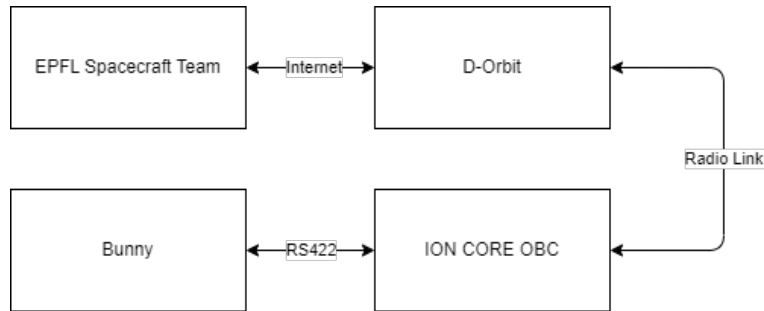 EPFL Spacecraft Team
Internet
D-Orbit
Radio Link
Bunny
RS422
ION CORE OBC